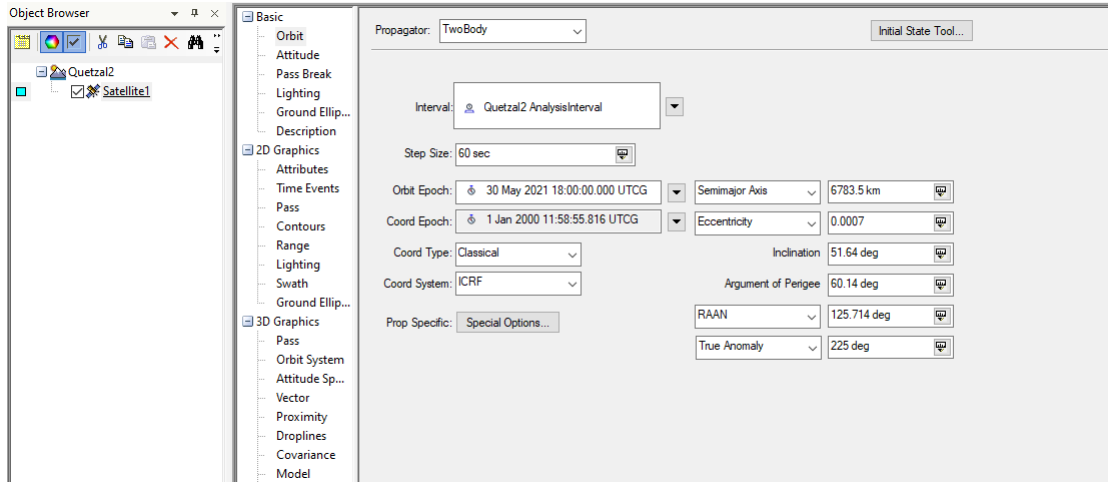 Object Browser
Quetzal2
Satellite1
Basic
Orbit
Attitude
Pass Break
Lighting
Ground Ellip...
Description
2D Graphics
Attributes
Time Events
Pass
Contours
Range
Lighting
Swath
Ground Ellip...
3D Graphics
Pass
Orbit System
Attitude Sp...
Vector
Proximity
Droplines
Covariance
Model
Propagator: TwoBody
Initial State Tool...
Interval: Quetzal2 AnalysisInterval
Step Size: 60 sec
Orbit Epoch: 30 May 2021 18:00:00.000 UTCG Semimajor Axis 6783.5 km
Coord Epoch: 1 Jan 2000 11:58:55.816 UTCG Eccentricity 0.0007
Coord Type: Classical Inclination 51.64 deg
Coord System: ICRF Argument of Perigee 60.14 deg
Prop Specific: Special Options... RAAN 125.714 deg
True Anomaly 225 deg